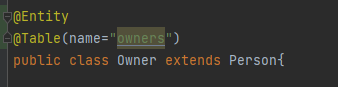 @Entity
@Table(name="owners")
public class Owner extends Person{